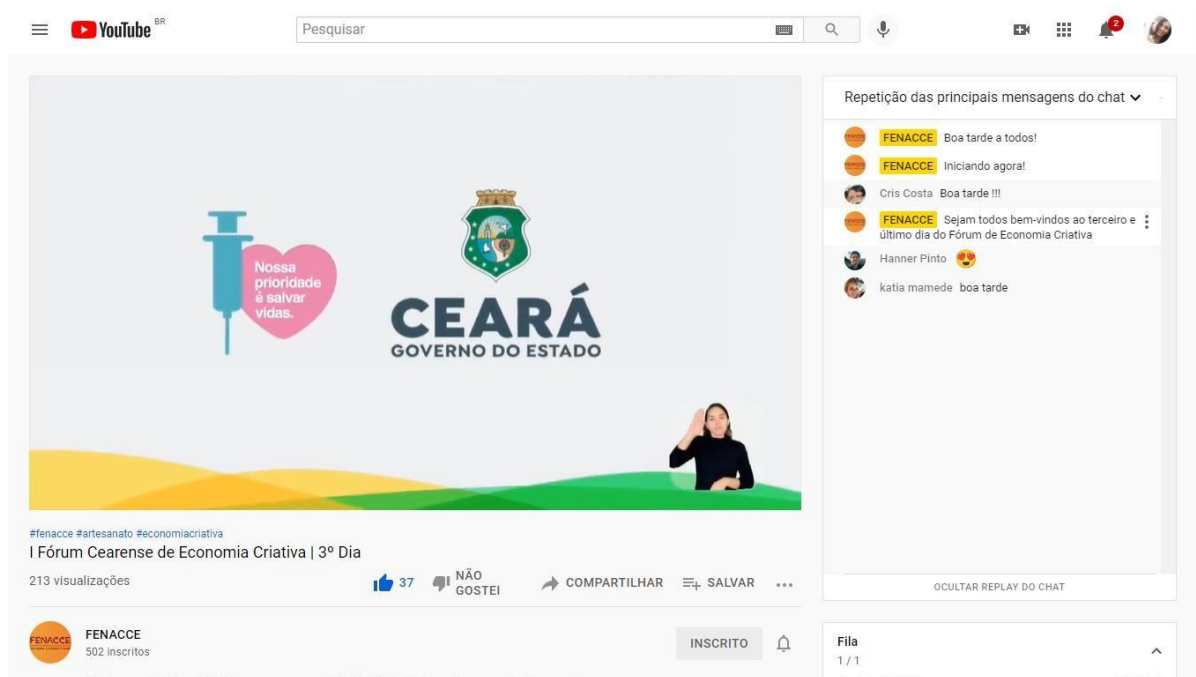 YouTube BR
Pesquisar
2
Nossa
prioridade
é salvar
vidas.
CEARÁ
GOVERNO DO ESTADO
#fenacce #artesanato #economiacriativa
I Fórum Cearense de Economia Criativa | 3º Dia
213 visualizações
37
NÃO
GOSTEI
COMPARTILHAR
SALVAR
FENACCE
FENACCE
502 inscritos
INSCRITO
Repetição das principais mensagens do chat
FENACCE Boa tarde a todos!
FENACCE Iniciando agora!
Cris Costa Boa tarde !!!
FENACCE Sejam todos bem-vindos ao terceiro e
último dia do Fórum de Economia Criativa
Hanner Pinto 😍
katia mamede boa tarde
OCULTAR REPLAY DO CHAT
Fila
1 / 1